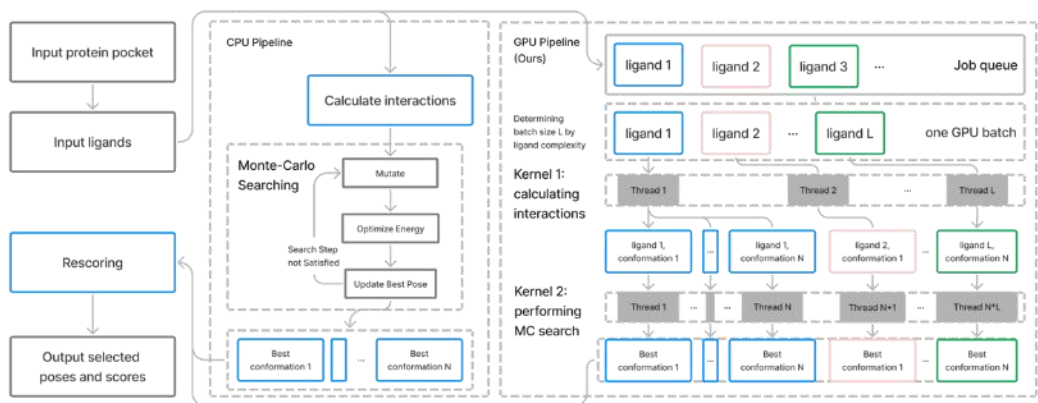 Input protein pocket
Input ligands
Rescoring
Output selected
poses and scores
CPU Pipeline
Calculate interactions
Monte-Carlo
Searching
Mutate
Optimize Energy
Search Step
not Satisfied
Update Best Pose
Best
conformation 1
...
Best
conformation N
GPU Pipeline
(Ours)
ligand 1
ligand 2
ligand 3
...
Job queue
Determining
batch size L by
ligand complexity
ligand 1
ligand 2
...
ligand L
one GPU batch
Kernel 1:
calculating
interactions
Thread 1
Thread 2
...
Thread L
ligand 1,
conformation 1
...
ligand 1,
conformation N
ligand 2,
conformation 1
...
ligand L,
conformation N
Kernel 2:
performing
MC search
Thread 1
...
...
Thread N
Thread N+1
...
Thread N*L
Best
conformation 1
...
Best
conformation N
Best
conformation 1
...
Best
conformation N